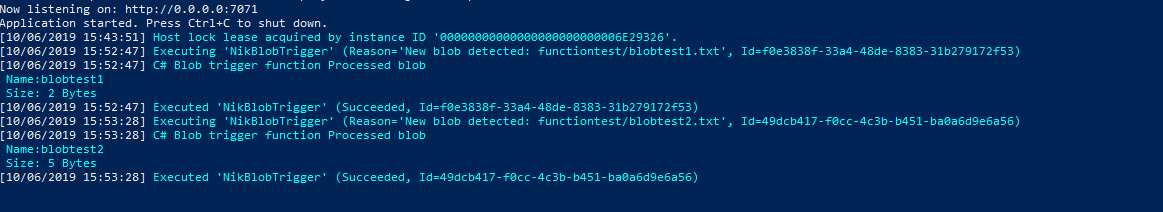 Now listening on: http://0.0.0.0:7071
Application started. Press Ctrl+C to shut down.
[10/06/2019 15:43:51] Host lock lease acquired by instance ID '0000000000000000000000006E29326'.
[10/06/2019 15:52:47] Executing 'NikBlobTrigger' (Reason='New blob detected: functiontest/blobtest1.txt', Id=f0e3838f-33a4-48de-8383-31b279172f53)
[10/06/2019 15:52:47] C# Blob trigger function Processed blob
Name:blobtest1
Size: 2 Bytes
[10/06/2019 15:52:47] Executed 'NikBlobTrigger' (Succeeded, Id=f0e3838f-33a4-48de-8383-31b279172f53)
[10/06/2019 15:53:28] Executing 'NikBlobTrigger' (Reason='New blob detected: functiontest/blobtest2.txt', Id=49dcb417-f0cc-4c3b-b451-ba0a6d9e6a56)
[10/06/2019 15:53:28] C# Blob trigger function Processed blob
Name:blobtest2
Size: 5 Bytes
[10/06/2019 15:53:28] Executed 'NikBlobTrigger' (Succeeded, Id=49dcb417-f0cc-4c3b-b451-ba0a6d9e6a56)